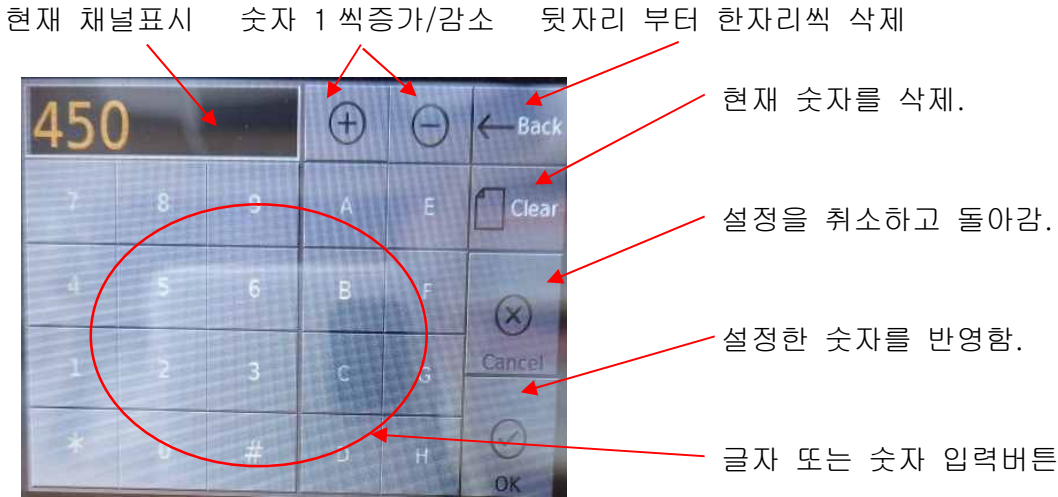 현재 채널표시 숫자 1 씩증가/감소 뒷자리 부터 한자리씩 삭제
450 + - ←Back
현재 숫자를 삭제.
7 8 9 A E Clear
설정을 취소하고 돌아감.
4 5 6 B F
Cancel
설정한 숫자를 반영함.
1 2 3 C G
* 0 # D H
OK
글자 또는 숫자 입력버튼